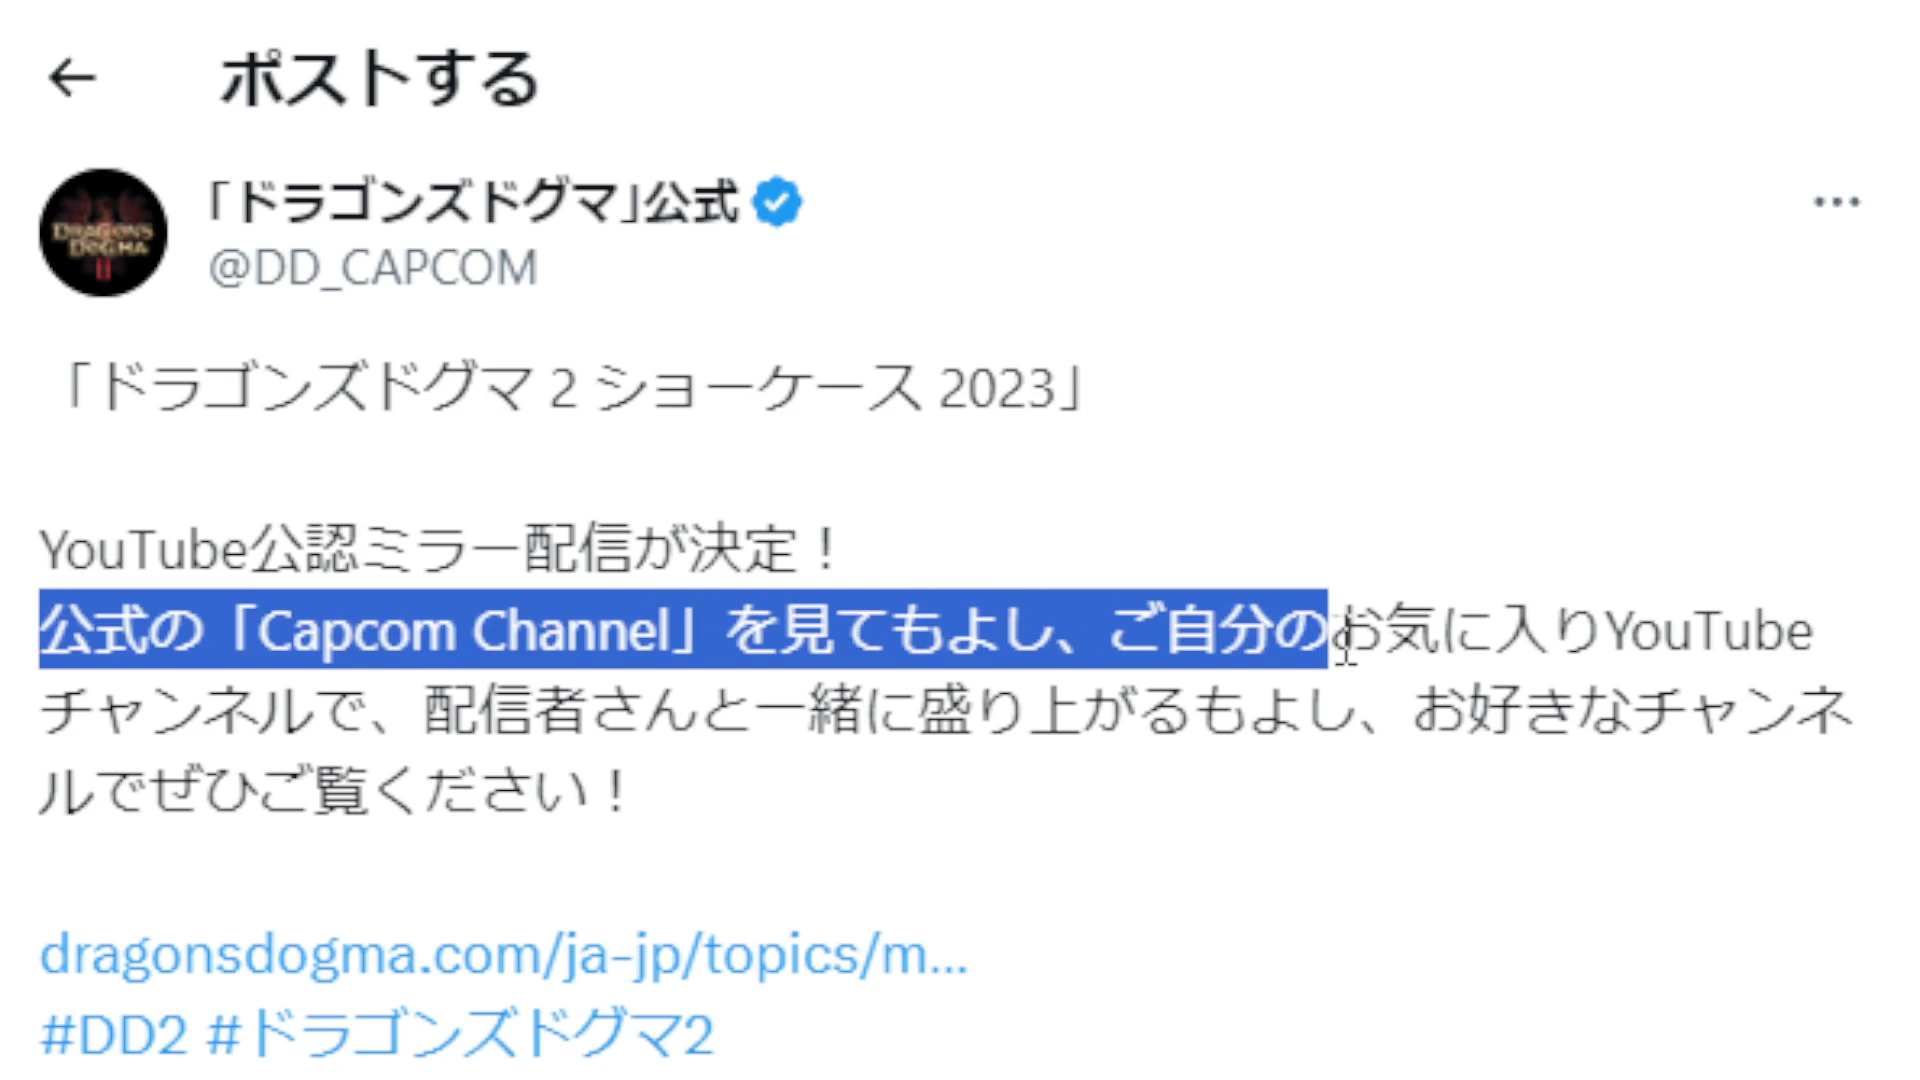 ポストする
「ドラゴンズドグマ」公式
DRAGONS
DOGMA
II
@DD_CAPCOM
「ドラゴンズドグマ 2 ショーケース 2023」
YouTube公認ミラー配信が決定！
公式の「Capcom Channel」を見てもよし、ご自分のお気に入りYouTube
チャンネルで、配信者さんと一緒に盛り上がるもよし、お好きなチャンネ
ルでぜひご覧ください！
dragonsdogma.com/ja-jp/topics/m…
#DD2 #ドラゴンズドグマ2